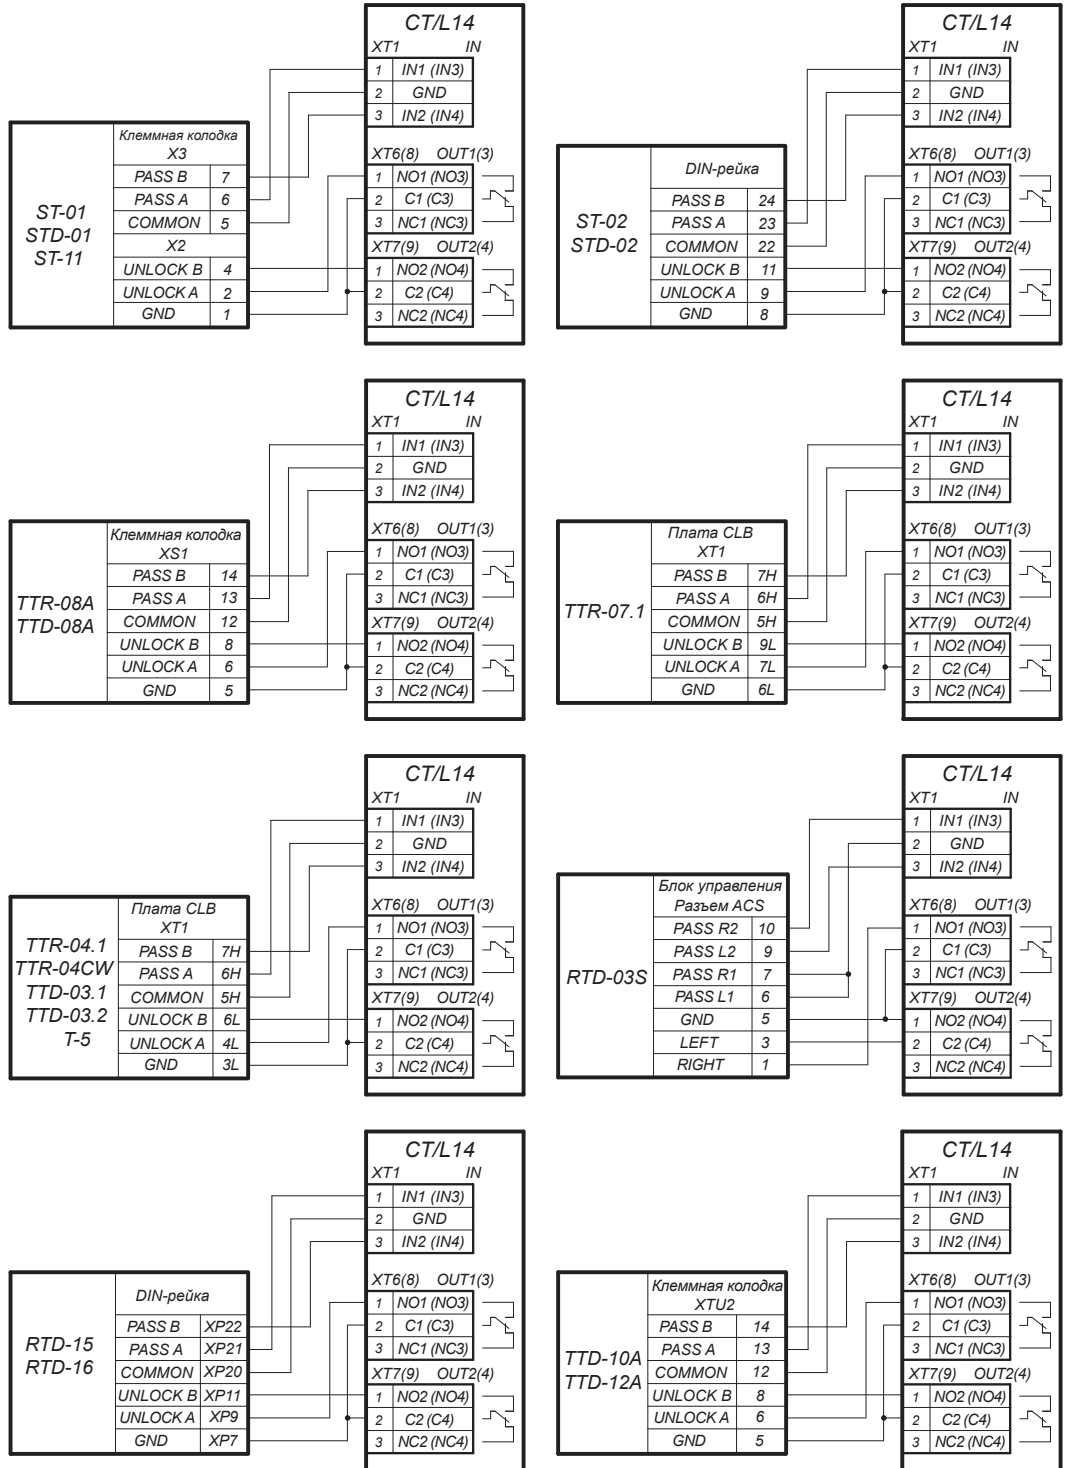 CT/L14
XT1 IN
1 IN1 (IN3)
2 GND
3 IN2 (IN4)
XT6(8) OUT1(3)
1 NO1 (NO3)
2 C1 (C3)
3 NC1 (NC3)
XT7(9) OUT2(4)
1 NO2 (NO4)
2 C2 (C4)
3 NC2 (NC4)
ST-01
STD-01
ST-11
Клеммная колодка
X3
PASS B 7
PASS A 6
COMMON 5
X2
UNLOCK B 4
UNLOCK A 2
GND 1
CT/L14
XT1 IN
1 IN1 (IN3)
2 GND
3 IN2 (IN4)
XT6(8) OUT1(3)
1 NO1 (NO3)
2 C1 (C3)
3 NC1 (NC3)
XT7(9) OUT2(4)
1 NO2 (NO4)
2 C2 (C4)
3 NC2 (NC4)
ST-02
STD-02
DIN-рейка
PASS B 24
PASS A 23
COMMON 22
UNLOCK B 11
UNLOCK A 9
GND 8
CT/L14
XT1 IN
1 IN1 (IN3)
2 GND
3 IN2 (IN4)
XT6(8) OUT1(3)
1 NO1 (NO3)
2 C1 (C3)
3 NC1 (NC3)
XT7(9) OUT2(4)
1 NO2 (NO4)
2 C2 (C4)
3 NC2 (NC4)
TTR-08A
TTD-08A
Клеммная колодка
XS1
PASS B 14
PASS A 13
COMMON 12
UNLOCK B 8
UNLOCK A 6
GND 5
CT/L14
XT1 IN
1 IN1 (IN3)
2 GND
3 IN2 (IN4)
XT6(8) OUT1(3)
1 NO1 (NO3)
2 C1 (C3)
3 NC1 (NC3)
XT7(9) OUT2(4)
1 NO2 (NO4)
2 C2 (C4)
3 NC2 (NC4)
TTR-07.1
Плата CLB
XT1
PASS B 7H
PASS A 6H
COMMON 5H
UNLOCK B 9L
UNLOCK A 7L
GND 6L
CT/L14
XT1 IN
1 IN1 (IN3)
2 GND
3 IN2 (IN4)
XT6(8) OUT1(3)
1 NO1 (NO3)
2 C1 (C3)
3 NC1 (NC3)
XT7(9) OUT2(4)
1 NO2 (NO4)
2 C2 (C4)
3 NC2 (NC4)
TTR-04.1
TTR-04CW
TTD-03.1
TTD-03.2
T-5
Плата CLB
XT1
PASS B 7H
PASS A 6H
COMMON 5H
UNLOCK B 6L
UNLOCK A 4L
GND 3L
CT/L14
XT1 IN
1 IN1 (IN3)
2 GND
3 IN2 (IN4)
XT6(8) OUT1(3)
1 NO1 (NO3)
2 C1 (C3)
3 NC1 (NC3)
XT7(9) OUT2(4)
1 NO2 (NO4)
2 C2 (C4)
3 NC2 (NC4)
RTD-03S
Блок управления
Разъем ACS
PASS R2 10
PASS L2 9
PASS R1 7
PASS L1 6
GND 5
LEFT 3
RIGHT 1
CT/L14
XT1 IN
1 IN1 (IN3)
2 GND
3 IN2 (IN4)
XT6(8) OUT1(3)
1 NO1 (NO3)
2 C1 (C3)
3 NC1 (NC3)
XT7(9) OUT2(4)
1 NO2 (NO4)
2 C2 (C4)
3 NC2 (NC4)
RTD-15
RTD-16
DIN-рейка
PASS B XP22
PASS A XP21
COMMON XP20
UNLOCK B XP11
UNLOCK A XP9
GND XP7
CT/L14
XT1 IN
1 IN1 (IN3)
2 GND
3 IN2 (IN4)
XT6(8) OUT1(3)
1 NO1 (NO3)
2 C1 (C3)
3 NC1 (NC3)
XT7(9) OUT2(4)
1 NO2 (NO4)
2 C2 (C4)
3 NC2 (NC4)
TTD-10A
TTD-12A
Клеммная колодка
XTU2
PASS B 14
PASS A 13
COMMON 12
UNLOCK B 8
UNLOCK A 6
GND 5